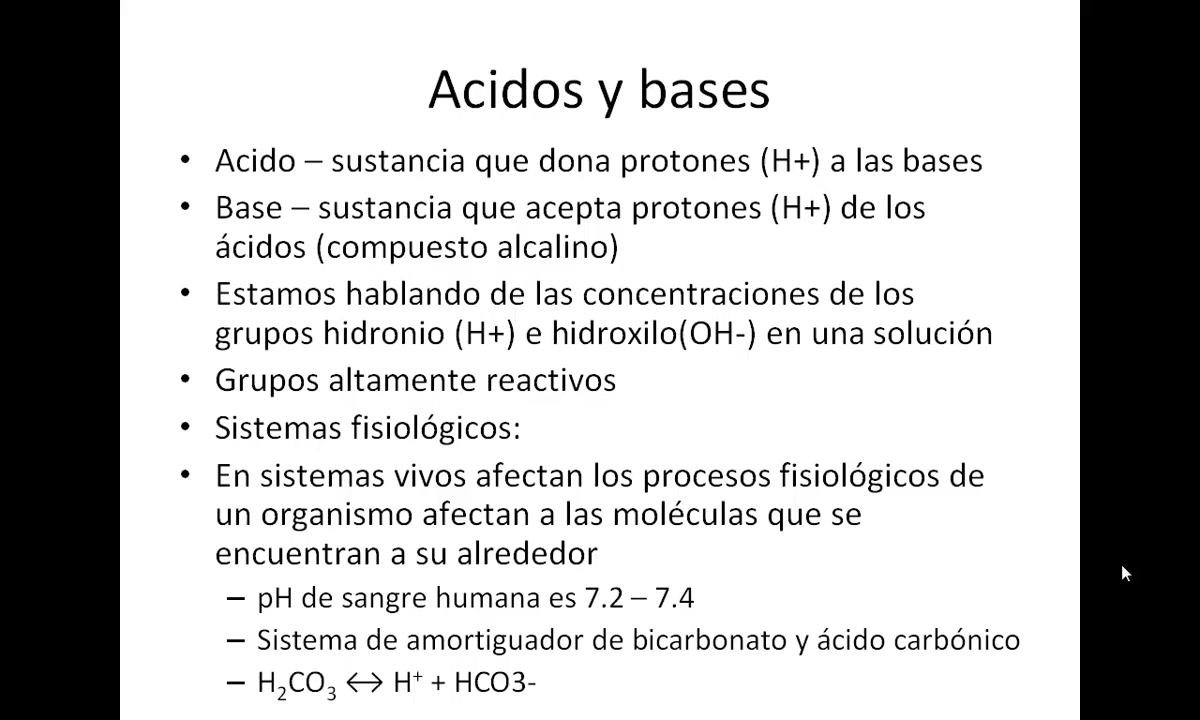 Acidos y bases
• Acido – sustancia que dona protones (H+) a las bases
• Base – sustancia que acepta protones (H+) de los
ácidos (compuesto alcalino)
• Estamos hablando de las concentraciones de los
grupos hidronio (H+) e hidroxilo(OH-) en una solución
• Grupos altamente reactivos
• Sistemas fisiológicos:
• En sistemas vivos afectan los procesos fisiológicos de
un organismo afectan a las moléculas que se
encuentran a su alrededor
– pH de sangre humana es 7.2 – 7.4
– Sistema de amortiguador de bicarbonato y ácido carbónico
– H₂CO₃ ↔ H⁺ + HCO3-